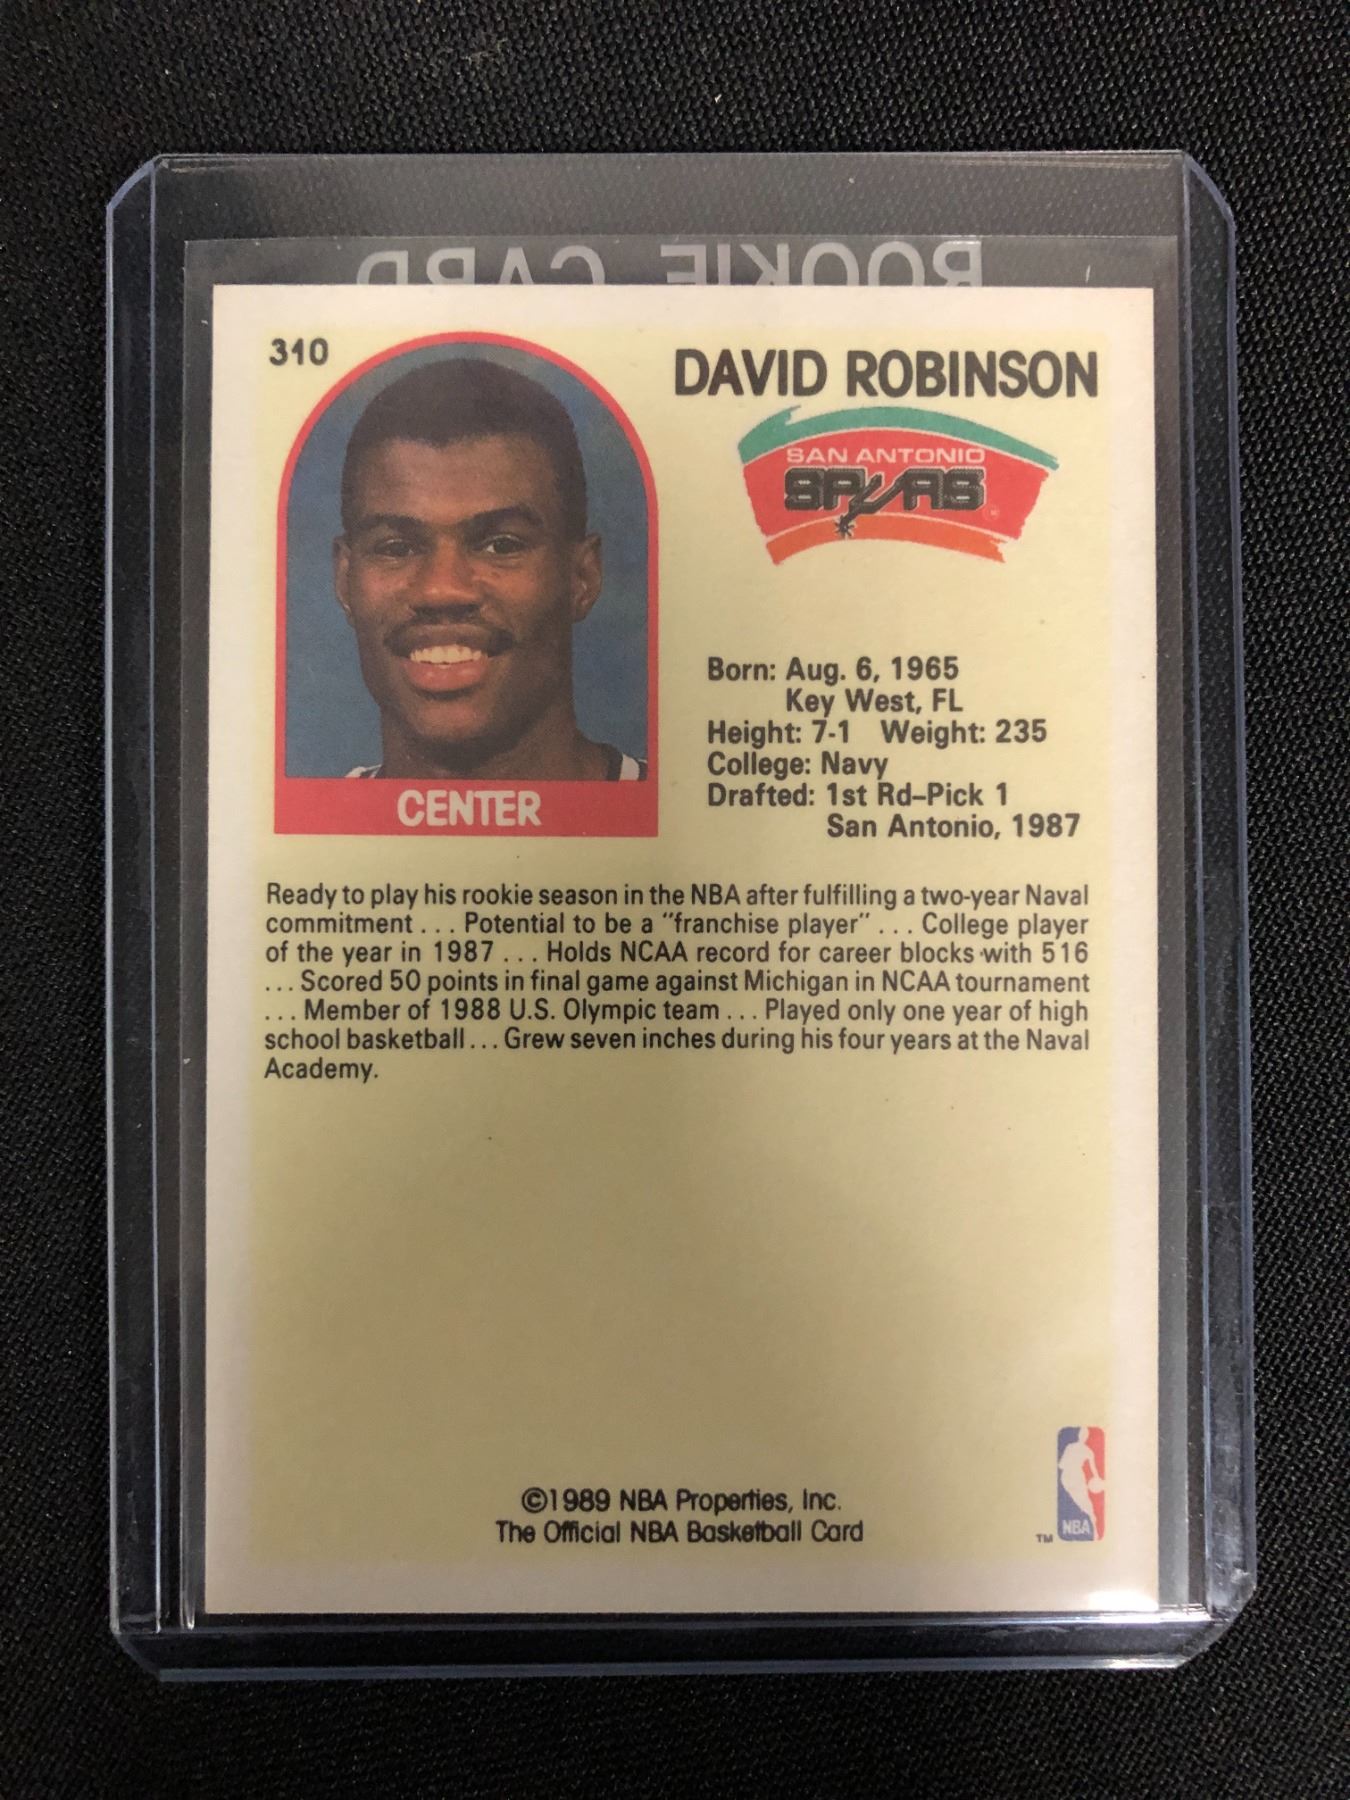 ROOKIE CARD
310
DAVID ROBINSON
SAN ANTONIO
SPURS
Born: Aug. 6, 1965
Key West, FL
Height: 7-1 Weight: 235
College: Navy
Drafted: 1st Rd–Pick 1
San Antonio, 1987
CENTER
Ready to play his rookie season in the NBA after fulfilling a two-year Naval
commitment . . . Potential to be a "franchise player" . . . College player
of the year in 1987 . . . Holds NCAA record for career blocks with 516
. . . Scored 50 points in final game against Michigan in NCAA tournament
. . . Member of 1988 U.S. Olympic team . . . Played only one year of high
school basketball . . . Grew seven inches during his four years at the Naval
Academy.
©1989 NBA Properties, Inc.
The Official NBA Basketball Card
TM NBA